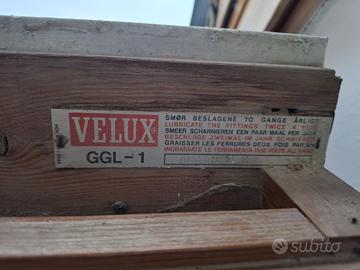 VELUX
GGL-1
SMØR BESLAGENE TO GANGE ÅRLIGT
LUBRICATE THE FITTINGS TWICE A YEAR
SMEER SCHARNIEREN EEN PAAR MAAL PER JAAR
BESCHLÄGE ZWEIMAL IM JAHR SCHMIEREN
GRAISSER LES FERRURES DEUX FOIS PAR AN
INGRASSATE LE FERRAMENTA DUE VOLTE ALL'ANNO
subito